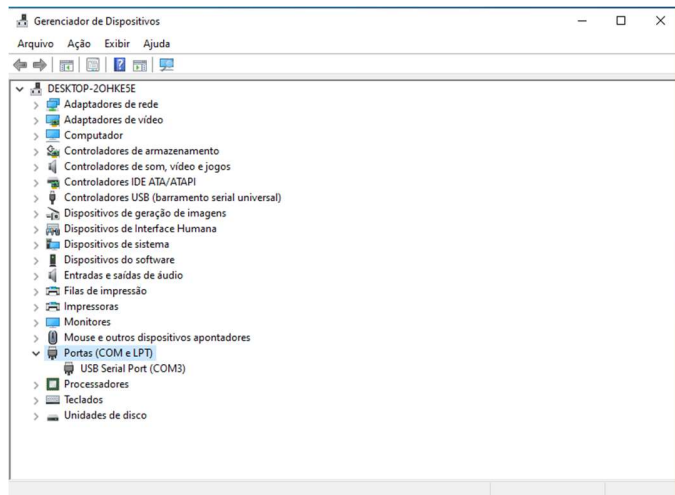 Gerenciador de Dispositivos
Arquivo Ação Exibir Ajuda
DESKTOP-2OHKE5E
Adaptadores de rede
Adaptadores de vídeo
Computador
Controladores de armazenamento
Controladores de som, vídeo e jogos
Controladores IDE ATA/ATAPI
Controladores USB (barramento serial universal)
Dispositivos de geração de imagens
Dispositivos de Interface Humana
Dispositivos de sistema
Dispositivos do software
Entradas e saídas de áudio
Filas de impressão
Impressoras
Monitores
Mouse e outros dispositivos apontadores
Portas (COM e LPT)
USB Serial Port (COM3)
Processadores
Teclados
Unidades de disco